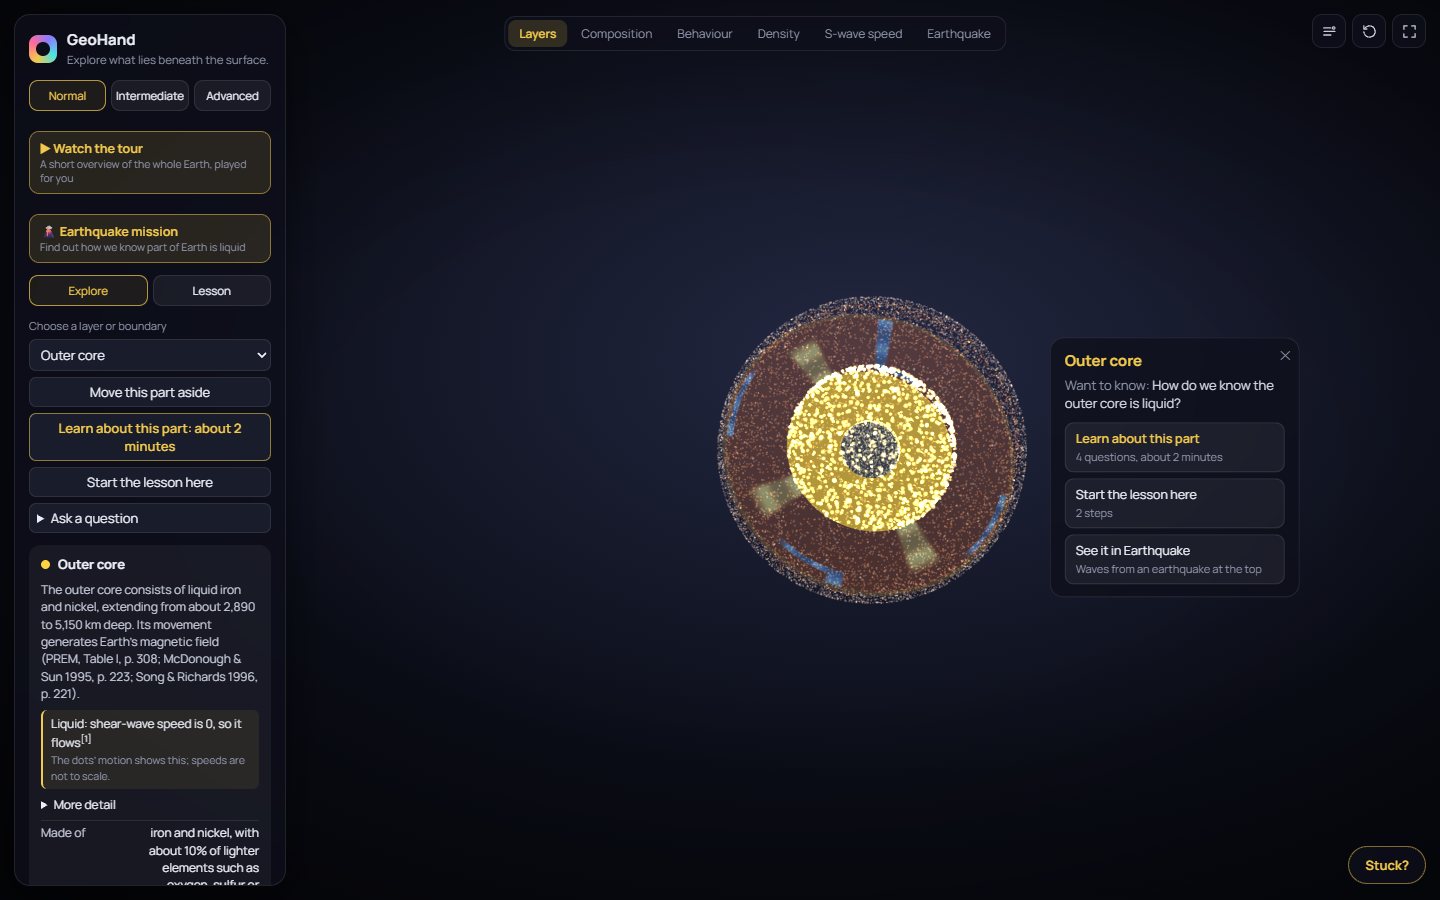 GeoHand
Explore what lies beneath the surface.
Normal
Intermediate
Advanced
▶ Watch the tour
A short overview of the whole Earth, played
for you
Earthquake mission
Find out how we know part of Earth is liquid
Explore
Lesson
Choose a layer or boundary
Outer core
Move this part aside
Learn about this part: about 2
minutes
Start the lesson here
▶ Ask a question
Outer core
The outer core consists of liquid iron
and nickel, extending from about 2,890
to 5,150 km deep. Its movement
generates Earth's magnetic field
(PREM, Table I, p. 308; McDonough &
Sun 1995, p. 223; Song & Richards 1996,
p. 221).
Liquid: shear-wave speed is 0, so it
flows[1]
The dots' motion shows this; speeds are
not to scale.
▶ More detail
Made of
iron and nickel, with
about 10% of lighter
elements such as
oxygen, sulfur or
Layers
Composition
Behaviour
Density
S-wave speed
Earthquake
Outer core
Want to know: How do we know the
outer core is liquid?
Learn about this part
4 questions, about 2 minutes
Start the lesson here
2 steps
See it in Earthquake
Waves from an earthquake at the top
Stuck?